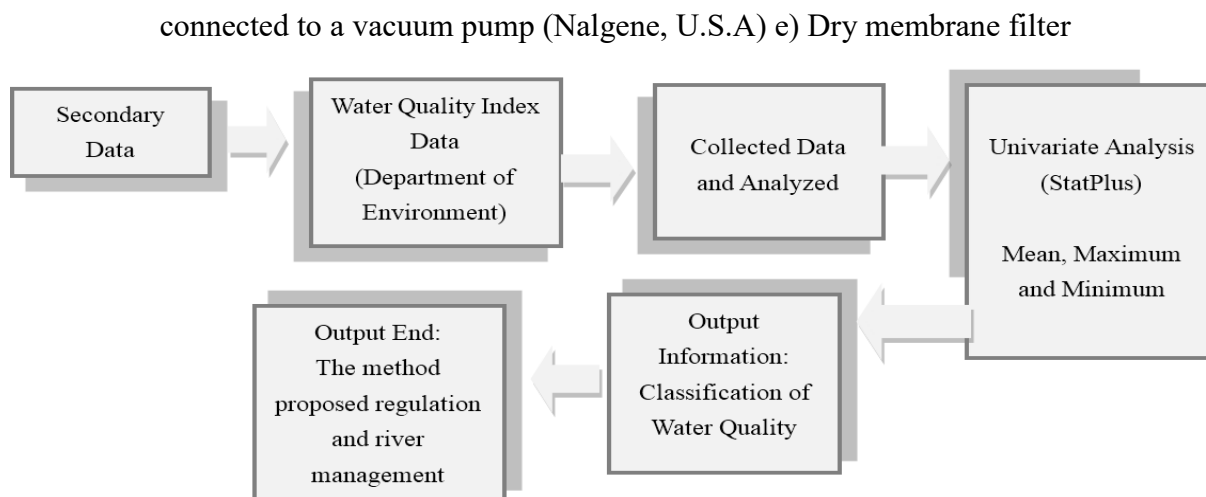 connected to a vacuum pump (Nalgene, U.S.A) e) Dry membrane filter
Secondary
Data
Water Quality Index
Data
(Department of
Environment)
Collected Data
and Analyzed
Univariate Analysis
(StatPlus)
Mean, Maximum
and Minimum
Output
Information:
Classification of
Water Quality
Output End:
The method
proposed regulation
and river
management